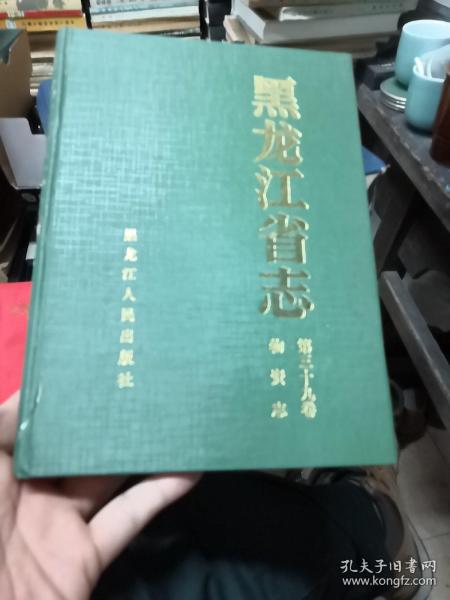 黑龙江省志
第三十九卷
物资志
黑龙江人民出版社
孔夫子旧书网
www.kongfz.com